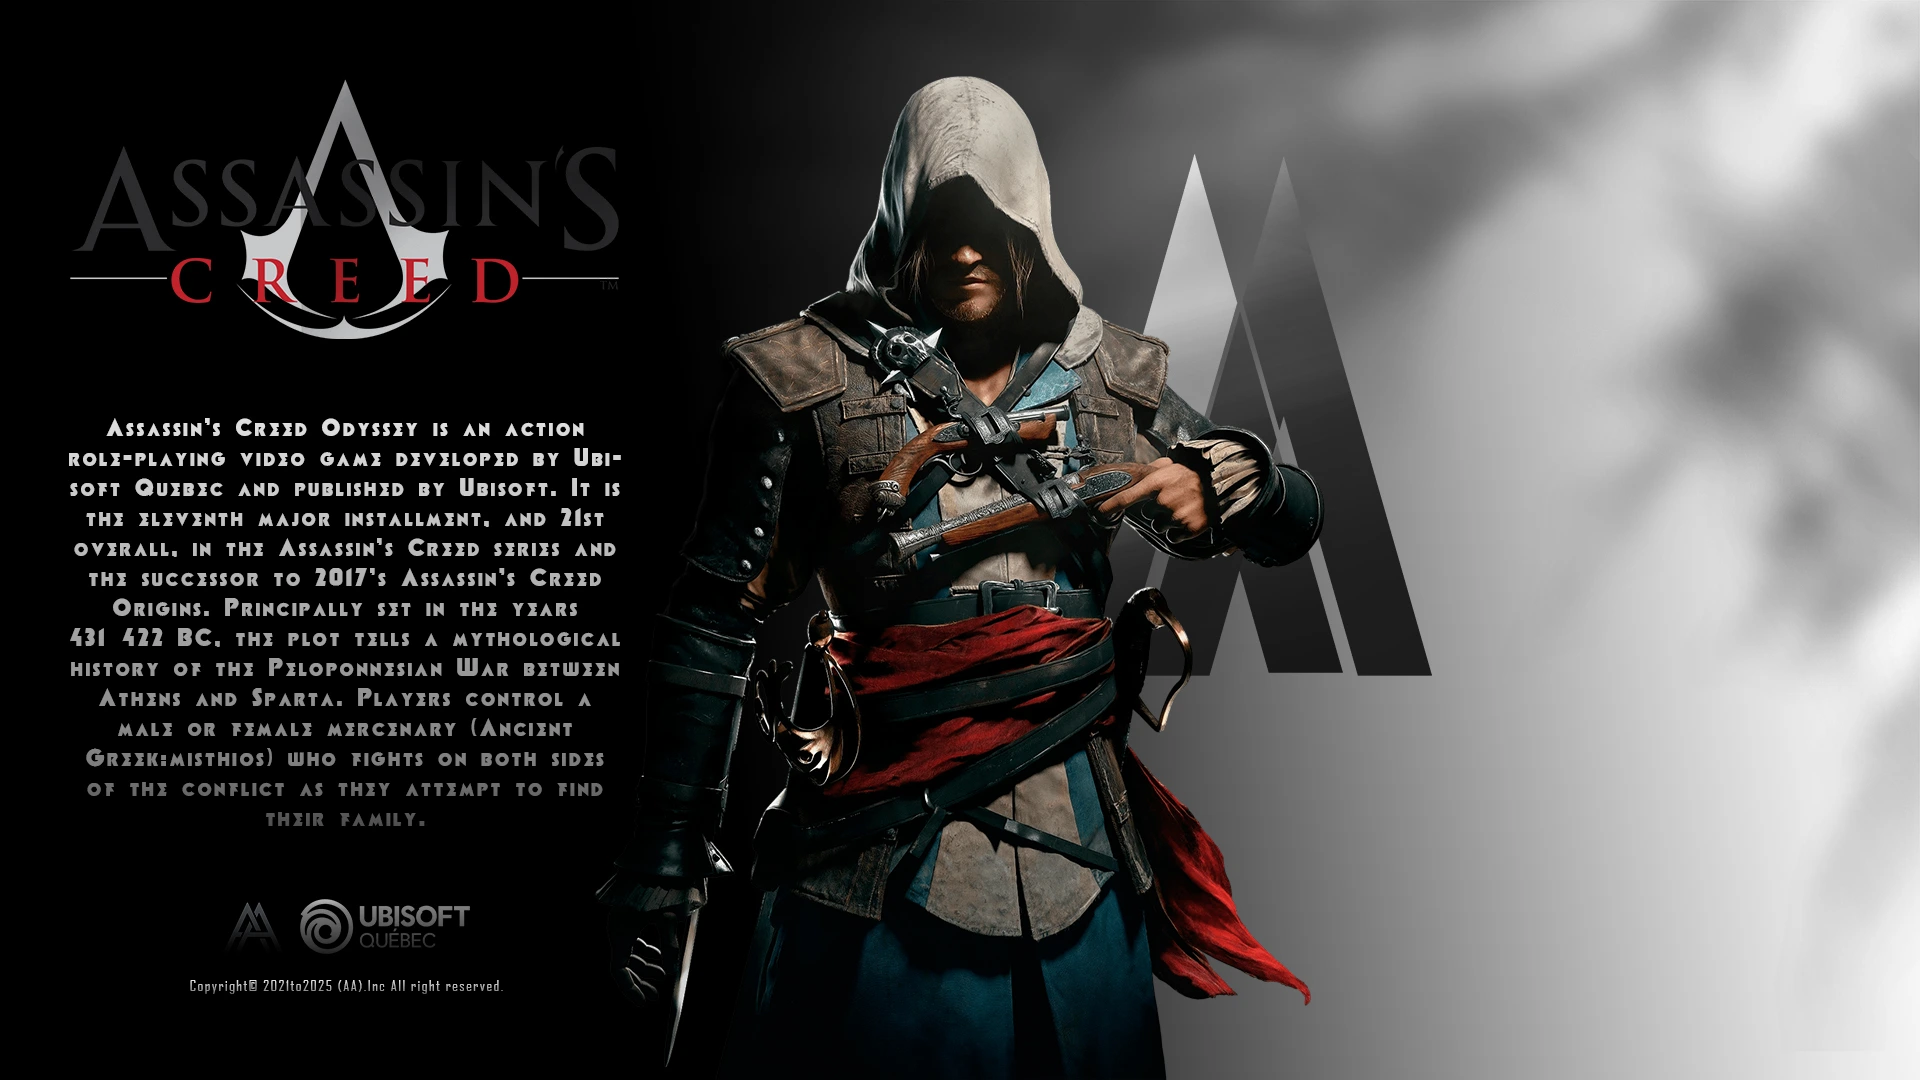 ASSASSIN'S
CREED
TM
Assassin's Creed Odyssey is an action
role-playing video game developed by Ubi-
soft Quebec and published by Ubisoft. It is
the eleventh major installment, and 21st
overall, in the Assassin's Creed series and
the successor to 2017's Assassin's Creed
Origins. Principally set in the years
431 422 BC, the plot tells a mythological
history of the Peloponnesian War between
Athens and Sparta. Players control a
male or female mercenary (Ancient
Greek:misthios) who fights on both sides
of the conflict as they attempt to find
their family.
UBISOFT
QUÉBEC
Copyright© 2021to2025 (AA).Inc All right reserved.